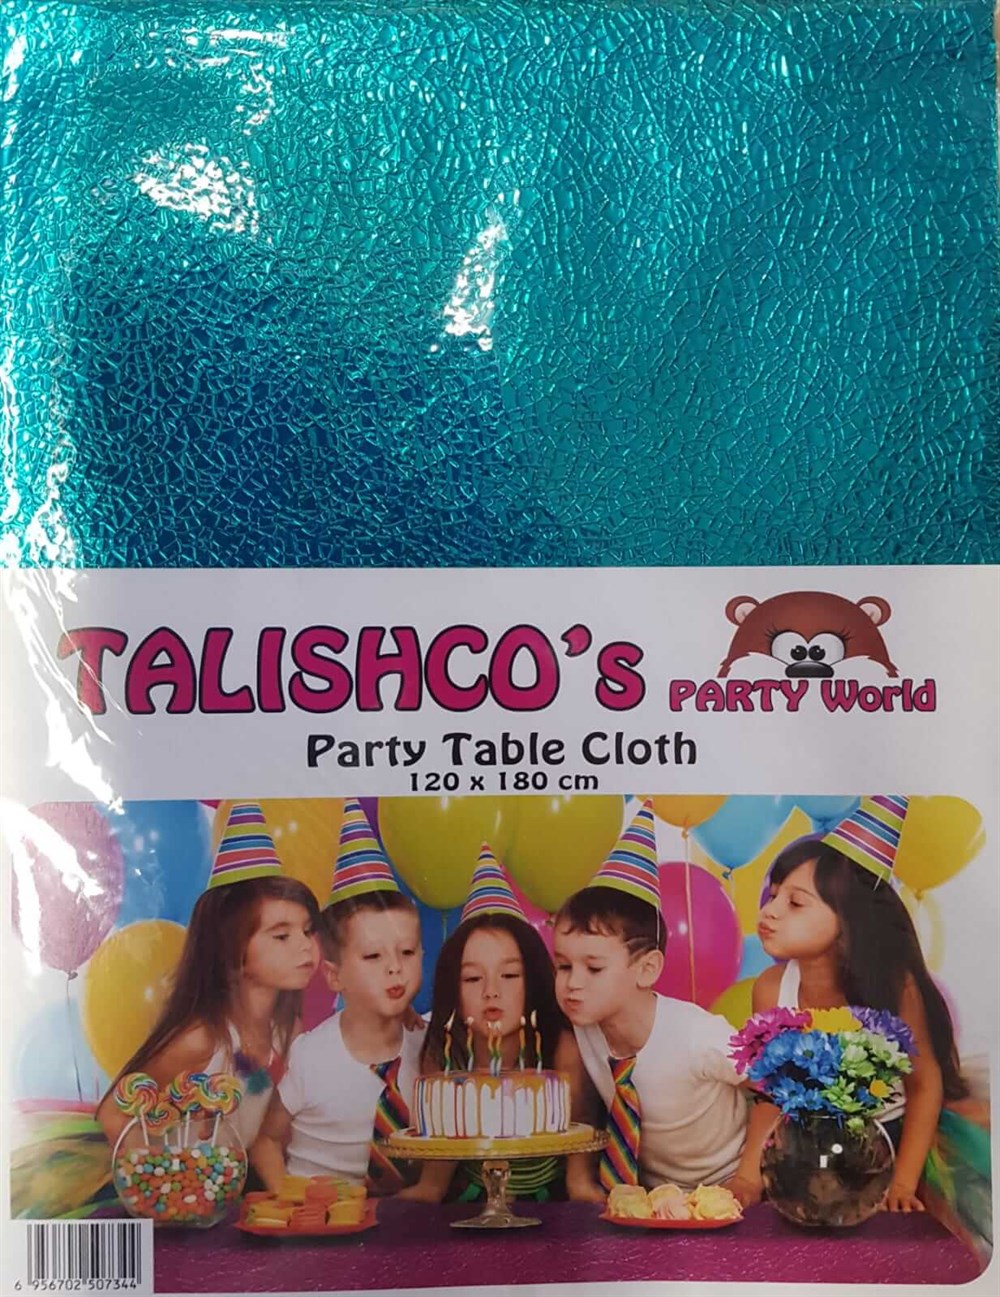 TALISHCO's
PARTY World
Party Table Cloth
120 x 180 cm
6 956702 507344